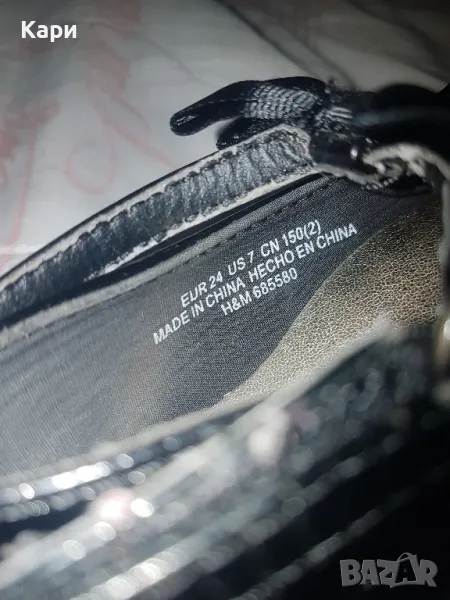 Кари
EUR 24 US 7 CN 150(2)
MADE IN CHINA HECHO EN CHINA
H&M 685580
BAZAR